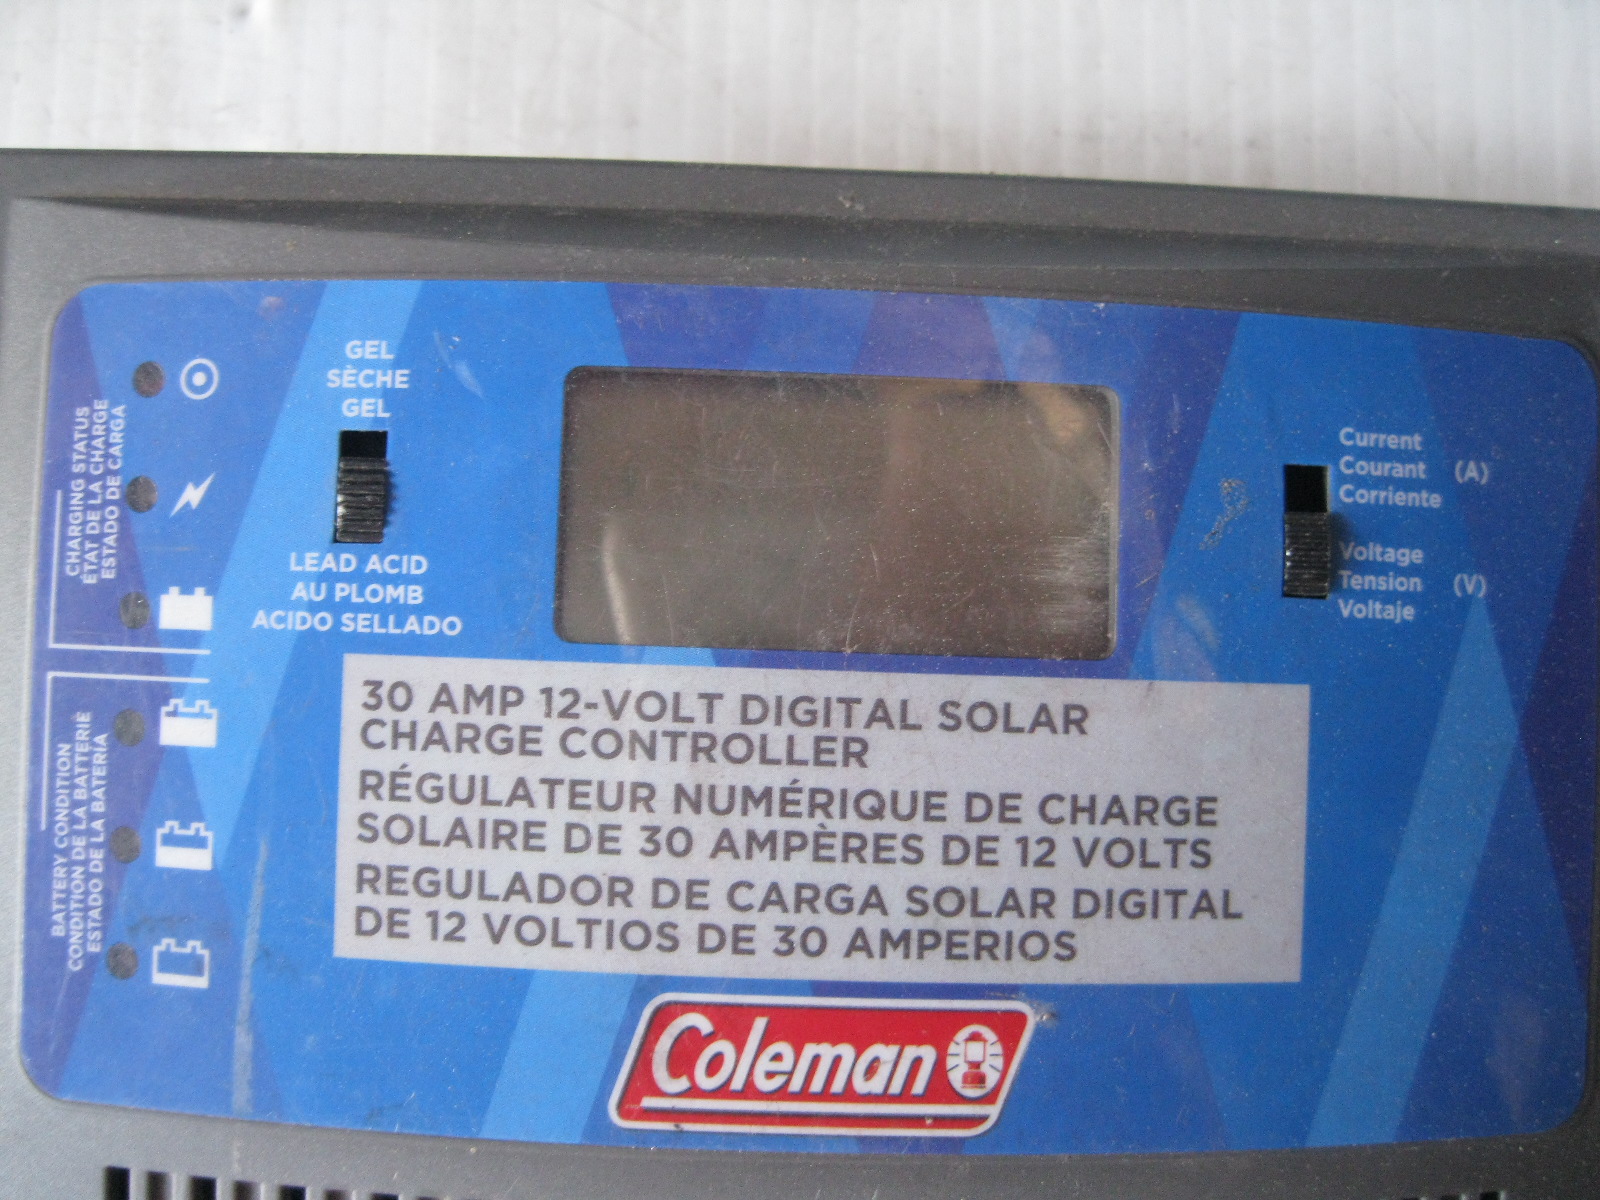 GEL
SÈCHE
GEL
LEAD ACID
AU PLOMB
ACIDO SELLADO
CHARGING STATUS
ÉTAT DE LA CHARGE
ESTADO DE CARGA
BATTERY CONDITION
CONDITION DE LA BATTERIE
ESTADO DE LA BATERÍA
Current
Courant (A)
Corriente
Voltage
Tension (V)
Voltaje
30 AMP 12-VOLT DIGITAL SOLAR
CHARGE CONTROLLER
RÉGULATEUR NUMÉRIQUE DE CHARGE
SOLAIRE DE 30 AMPÈRES DE 12 VOLTS
REGULADOR DE CARGA SOLAR DIGITAL
DE 12 VOLTIOS DE 30 AMPERIOS
Coleman